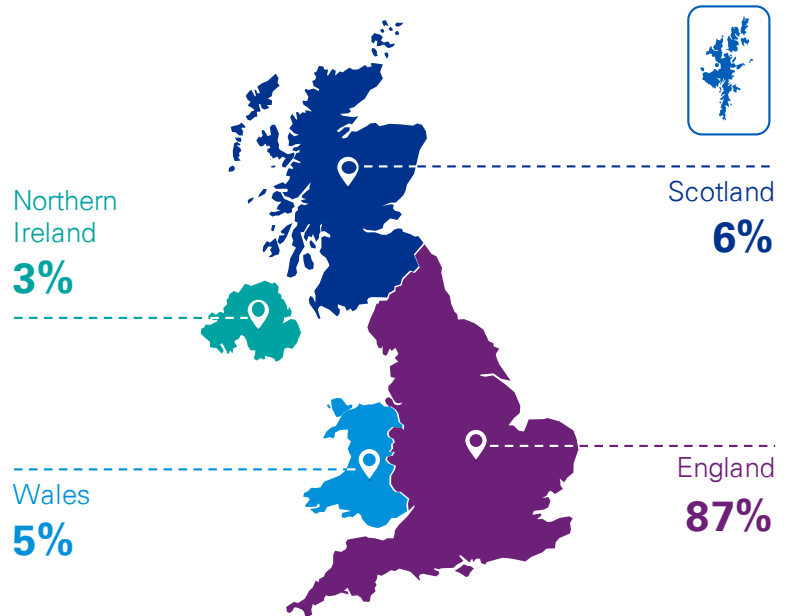 Northern
Ireland
3%
Scotland
6%
Wales
5%
England
87%